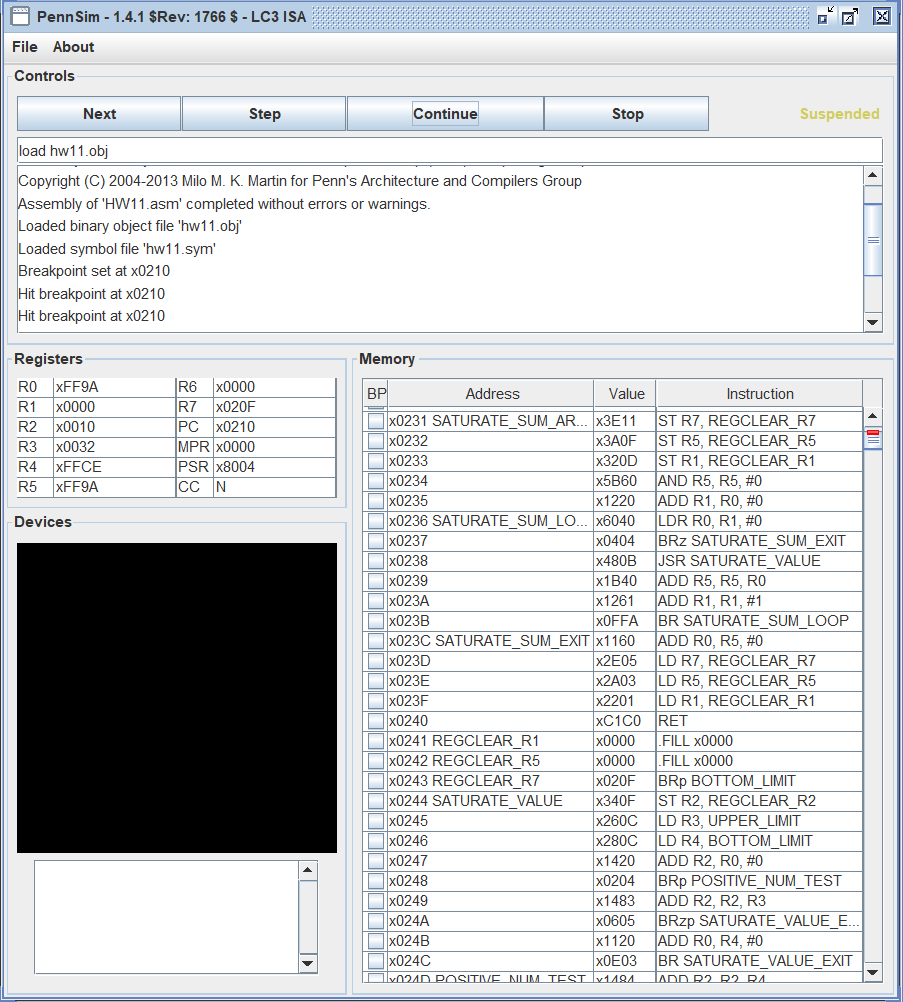 PennSim - 1.4.1 $Rev: 1766 $ - LC3 ISA
File About
Controls
Next Step Continue Stop Suspended
load hw11.obj
Copyright (C) 2004-2013 Milo M. K. Martin for Penn's Architecture and Compilers Group
Assembly of 'HW11.asm' completed without errors or warnings.
Loaded binary object file 'hw11.obj'
Loaded symbol file 'hw11.sym'
Breakpoint set at x0210
Hit breakpoint at x0210
Hit breakpoint at x0210
Registers
R0 xFF9A R6 x0000
R1 x0000 R7 x020F
R2 x0010 PC x0210
R3 x0032 MPR x0000
R4 xFFCE PSR x8004
R5 xFF9A CC N
Devices
Memory
BP Address Value Instruction
x0231 SATURATE_SUM_AR... x3E11 ST R7, REGCLEAR_R7
x0232 x3A0F ST R5, REGCLEAR_R5
x0233 x320D ST R1, REGCLEAR_R1
x0234 x5B60 AND R5, R5, #0
x0235 x1220 ADD R1, R0, #0
x0236 SATURATE_SUM_LO... x6040 LDR R0, R1, #0
x0237 x0404 BRz SATURATE_SUM_EXIT
x0238 x480B JSR SATURATE_VALUE
x0239 x1B40 ADD R5, R5, R0
x023A x1261 ADD R1, R1, #1
x023B x0FFA BR SATURATE_SUM_LOOP
x023C SATURATE_SUM_EXIT x1160 ADD R0, R5, #0
x023D x2E05 LD R7, REGCLEAR_R7
x023E x2A03 LD R5, REGCLEAR_R5
x023F x2201 LD R1, REGCLEAR_R1
x0240 xC1C0 RET
x0241 REGCLEAR_R1 x0000 .FILL x0000
x0242 REGCLEAR_R5 x0000 .FILL x0000
x0243 REGCLEAR_R7 x020F BRp BOTTOM_LIMIT
x0244 SATURATE_VALUE x340F ST R2, REGCLEAR_R2
x0245 x260C LD R3, UPPER_LIMIT
x0246 x280C LD R4, BOTTOM_LIMIT
x0247 x1420 ADD R2, R0, #0
x0248 x0204 BRp POSITIVE_NUM_TEST
x0249 x1483 ADD R2, R2, R3
x024A x0605 BRzp SATURATE_VALUE_E...
x024B x1120 ADD R0, R4, #0
x024C x0E03 BR SATURATE_VALUE_EXIT
x024D POSITIVE_NUM_TEST x1484 ADD R2, R2, R4